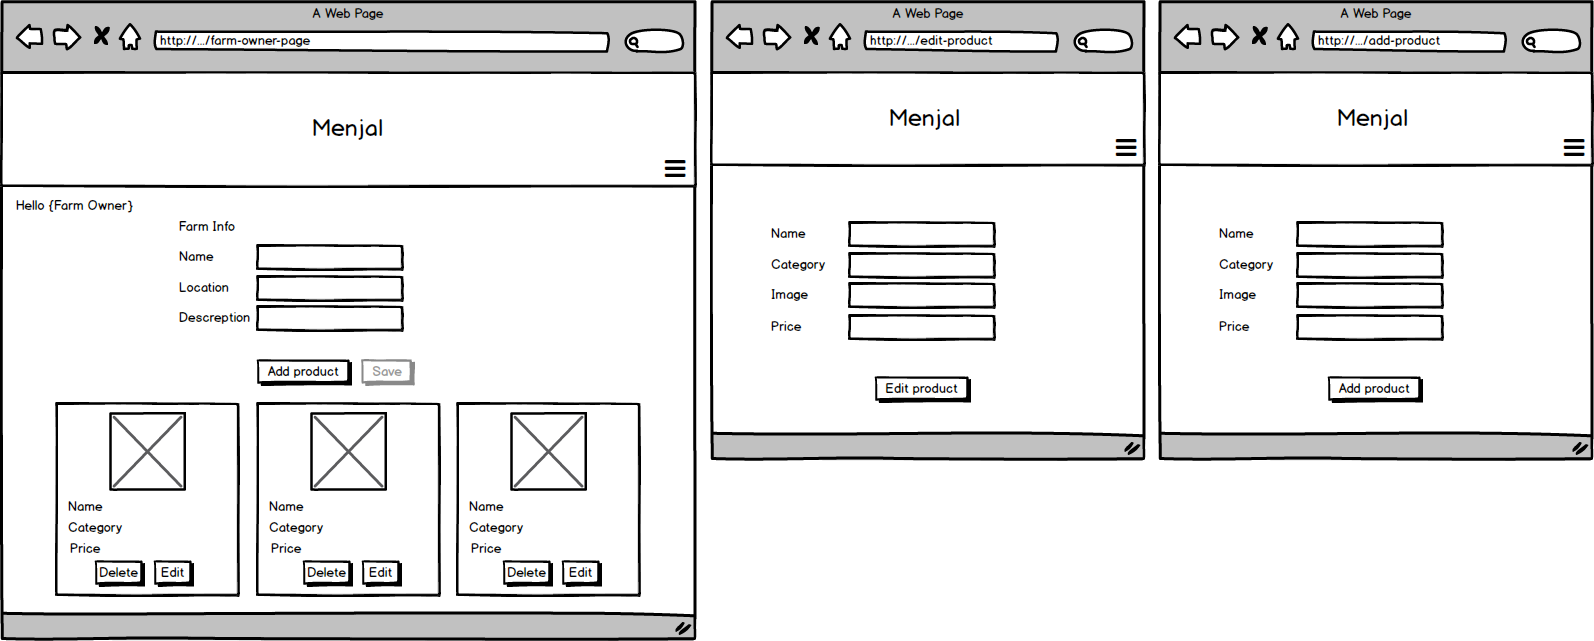 A Web Page
http://.../farm-owner-page
Menjal
Hello {Farm Owner}
Farm Info
Name
Location
Descreption
Add product Save
Name Name Name
Category Category Category
Price Price Price
Delete Edit Delete Edit Delete Edit
A Web Page
http://.../edit-product
Menjal
Name
Category
Image
Price
Edit product
A Web Page
http://.../add-product
Menjal
Name
Category
Image
Price
Add product